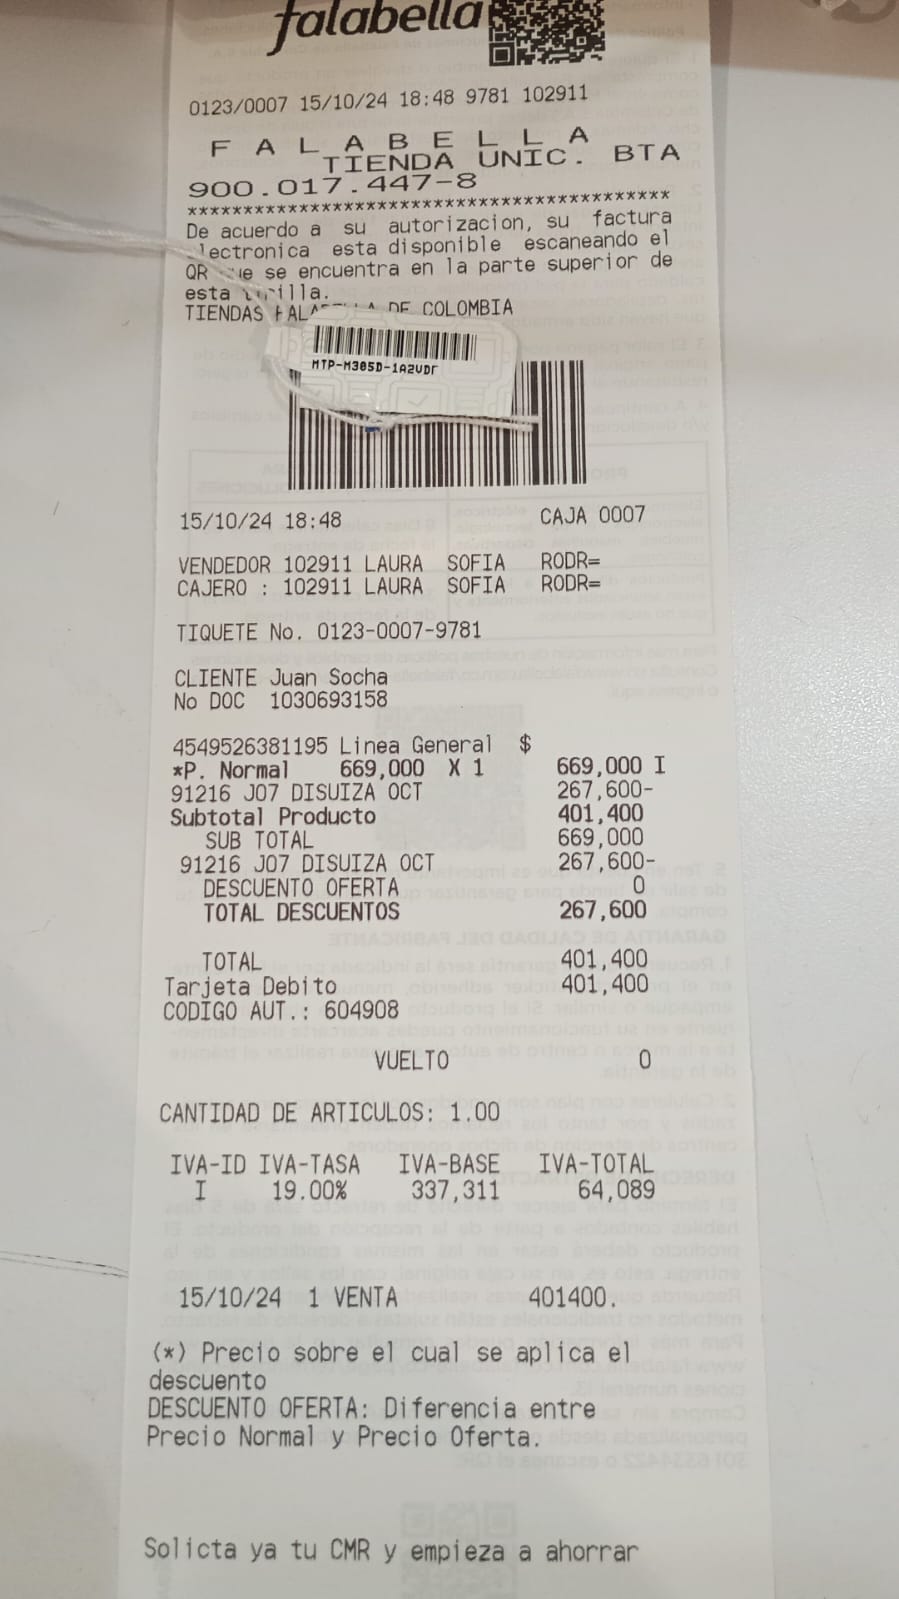 falabella
0123/0007 15/10/24 18:48 9781 102911
F A L A B E L L A
TIENDA UNIC. BTA
900.017.447-8
*****************************************
De acuerdo a su autorizacion, su factura
lectronica esta disponible escaneando el
QR ue se encuentra en la parte superior de
esta rilla.
TIENDAS DE COLOMBIA
MTP-M305D-1A2VDF
15/10/24 18:48 CAJA 0007
VENDEDOR 102911 LAURA SOFIA RODR=
CAJERO : 102911 LAURA SOFIA RODR=
TIQUETE No. 0123-0007-9781
CLIENTE Juan Socha
No DOC 1030693158
4549526381195 Linea General $
*P. Normal 669,000 X 1 669,000 I
91216 J07 DISUIZA OCT 267,600-
Subtotal Producto 401,400
SUB TOTAL 669,000
91216 J07 DISUIZA OCT 267,600-
DESCUENTO OFERTA 0
TOTAL DESCUENTOS 267,600
TOTAL 401,400
Tarjeta Debito 401,400
CODIGO AUT.: 604908
VUELTO 0
CANTIDAD DE ARTICULOS: 1.00
IVA-ID IVA-TASA IVA-BASE IVA-TOTAL
I 19.00% 337,311 64,089
15/10/24 1 VENTA 401400.
(*) Precio sobre el cual se aplica el
descuento
DESCUENTO OFERTA: Diferencia entre
Precio Normal y Precio Oferta.
Solicta ya tu CMR y empieza a ahorrar